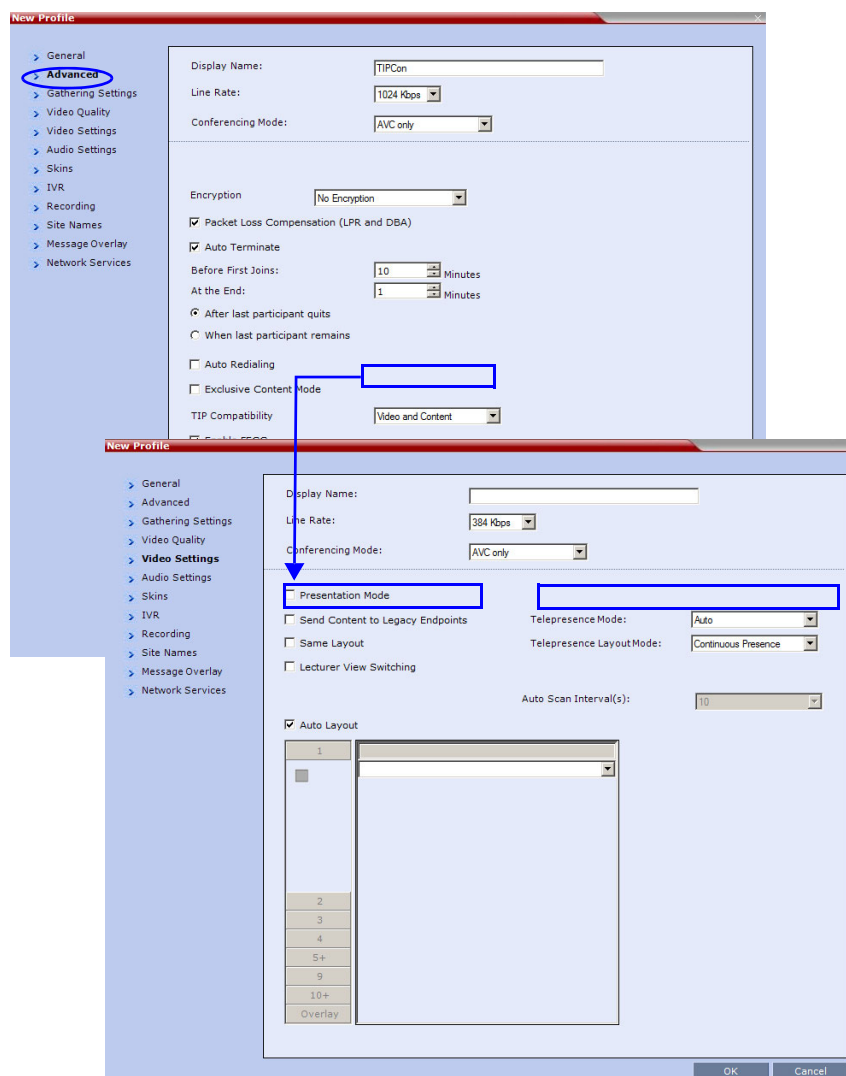 New Profile
General
Advanced
Gathering Settings
Video Quality
Video Settings
Audio Settings
Skins
IVR
Recording
Site Names
Message Overlay
Network Services
Display Name: TIPCon
Line Rate: 1024 Kbps
Conferencing Mode: AVC only
Encryption No Encryption
Packet Loss Compensation (LPR and DBA)
Auto Terminate
Before First Joins: 10 Minutes
At the End: 1 Minutes
After last participant quits
When last participant remains
Auto Redialing
Exclusive Content Mode
TIP Compatibility Video and Content
New Profile
General
Advanced
Gathering Settings
Video Quality
Video Settings
Audio Settings
Skins
IVR
Recording
Site Names
Message Overlay
Network Services
Display Name:
Line Rate: 384 Kbps
Conferencing Mode: AVC only
Presentation Mode
Send Content to Legacy Endpoints Telepresence Mode: Auto
Same Layout Telepresence Layout Mode: Continuous Presence
Lecturer View Switching
Auto Scan Interval(s): 10
Auto Layout
1
2
3
4
5+
9
10+
Overlay
OK Cancel